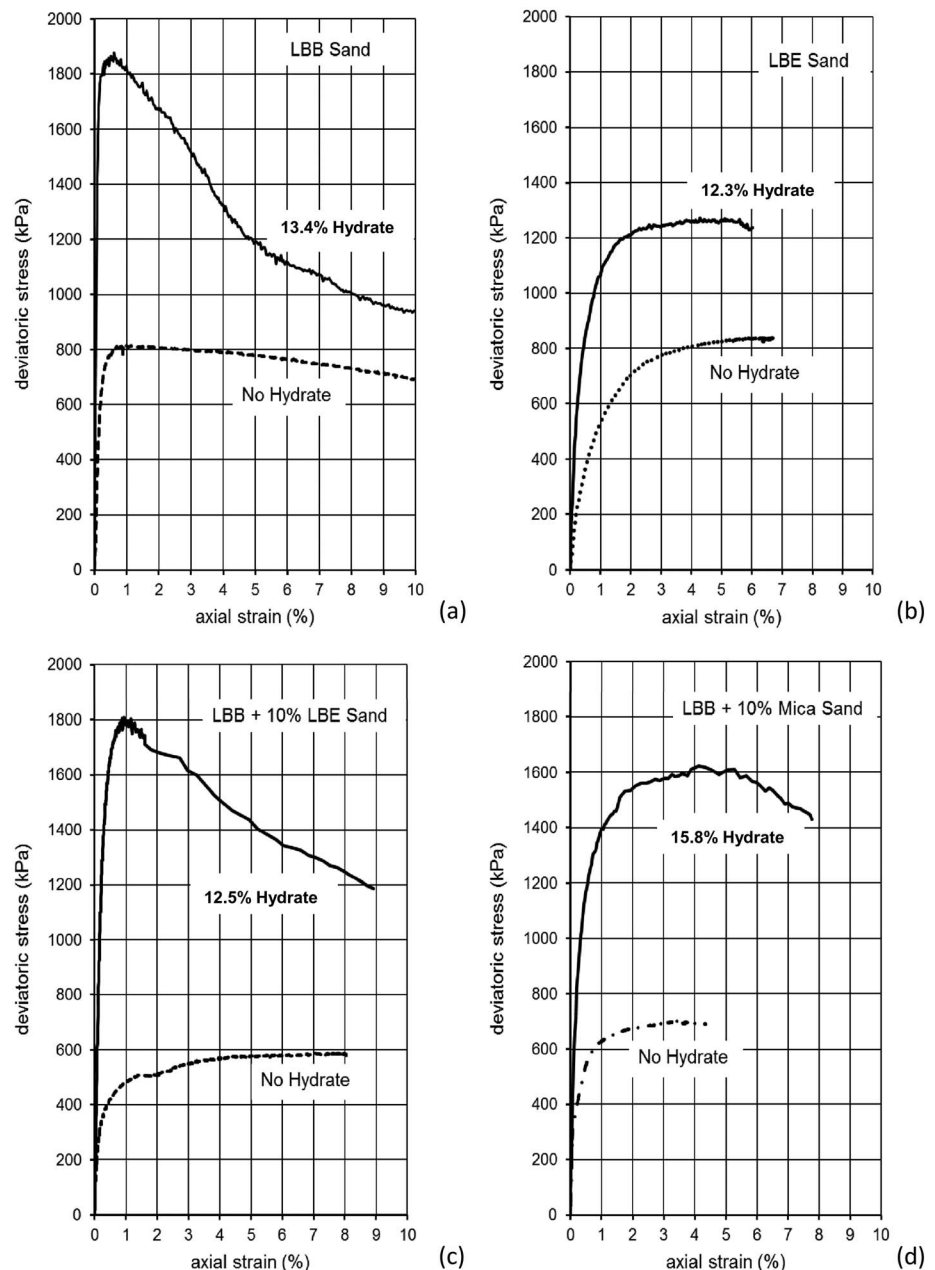 2000
1800
1600
1400
1200
1000
800
600
400
200
0
deviatoric stress (kPa)
LBB Sand
13.4% Hydrate
No Hydrate
0 1 2 3 4 5 6 7 8 9 10
axial strain (%)
(a)
2000
1800
1600
1400
1200
1000
800
600
400
200
0
deviatoric stress (kPa)
LBE Sand
12.3% Hydrate
No Hydrate
0 1 2 3 4 5 6 7 8 9 10
axial strain (%)
(b)
2000
1800
1600
1400
1200
1000
800
600
400
200
0
deviatoric stress (kPa)
LBB + 10% LBE Sand
12.5% Hydrate
No Hydrate
0 1 2 3 4 5 6 7 8 9 10
axial strain (%)
(c)
2000
1800
1600
1400
1200
1000
800
600
400
200
0
deviatoric stress (kPa)
LBB + 10% Mica Sand
15.8% Hydrate
No Hydrate
0 1 2 3 4 5 6 7 8 9 10
axial strain (%)
(d)